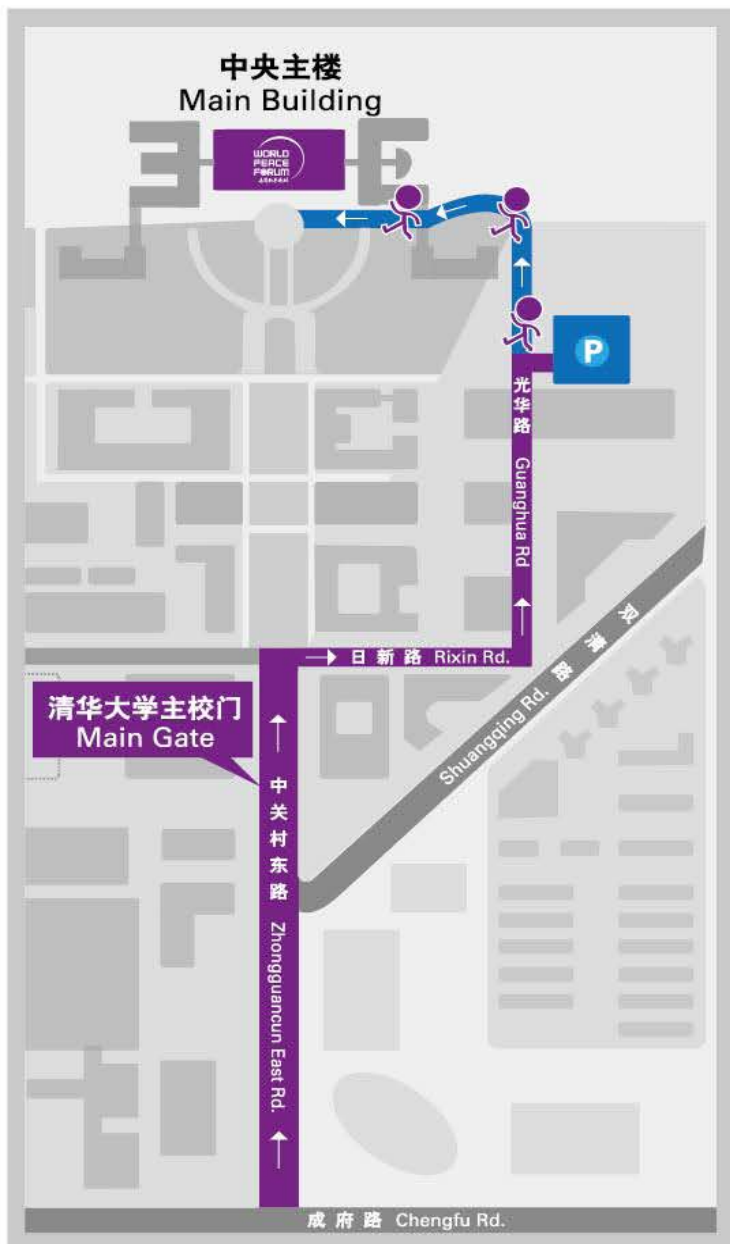 中央主楼
Main Building
WORLD
PEACE
FORUM
P
光华路 Guanghua Rd
日新路 Rixin Rd.
双清路 Shuangqing Rd.
清华大学主校门
Main Gate
中关村东路 Zhongguancun East Rd.
成府路 Chengfu Rd.